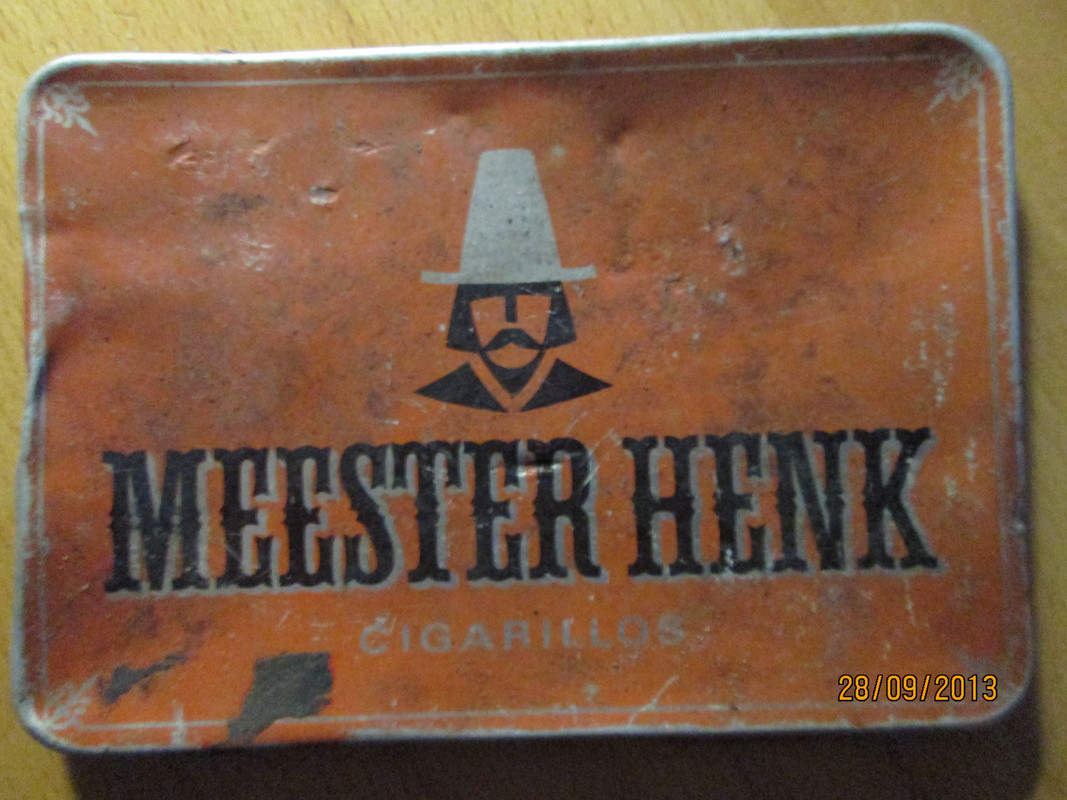 MEESTER HENK
CIGARILLOS
28/09/2013